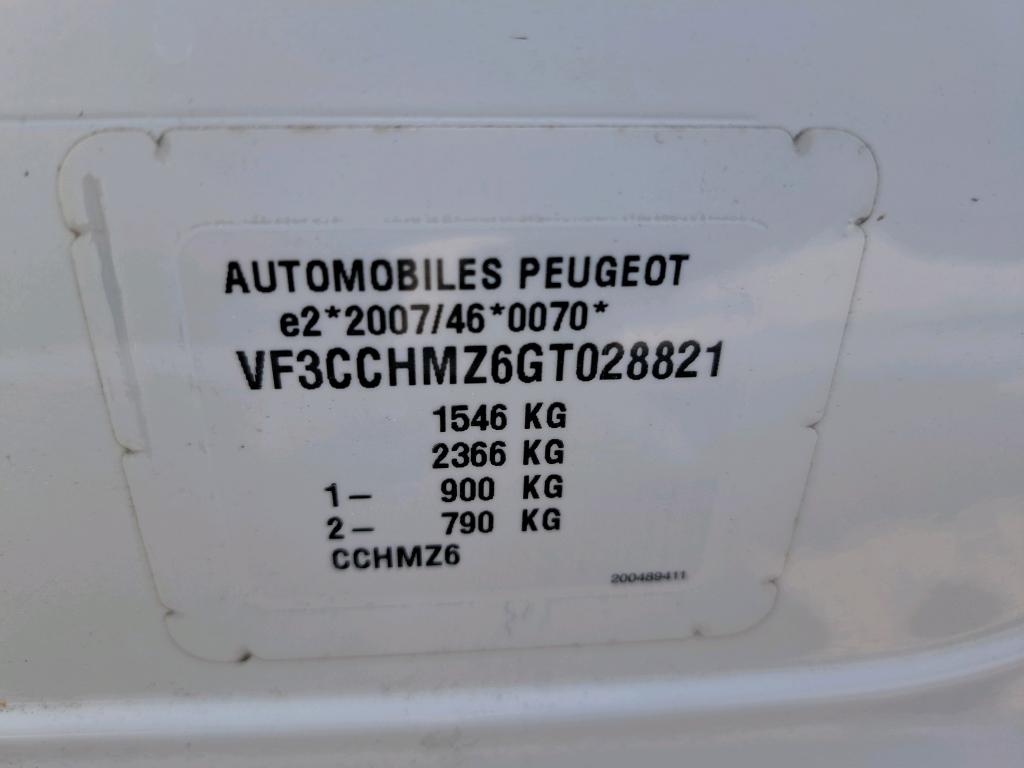 AUTOMOBILES PEUGEOT
e2*2007/46*0070*
VF3CCHMZ6GT028821
1546 KG
2366 KG
1- 900 KG
2- 790 KG
CCHMZ6
200489411